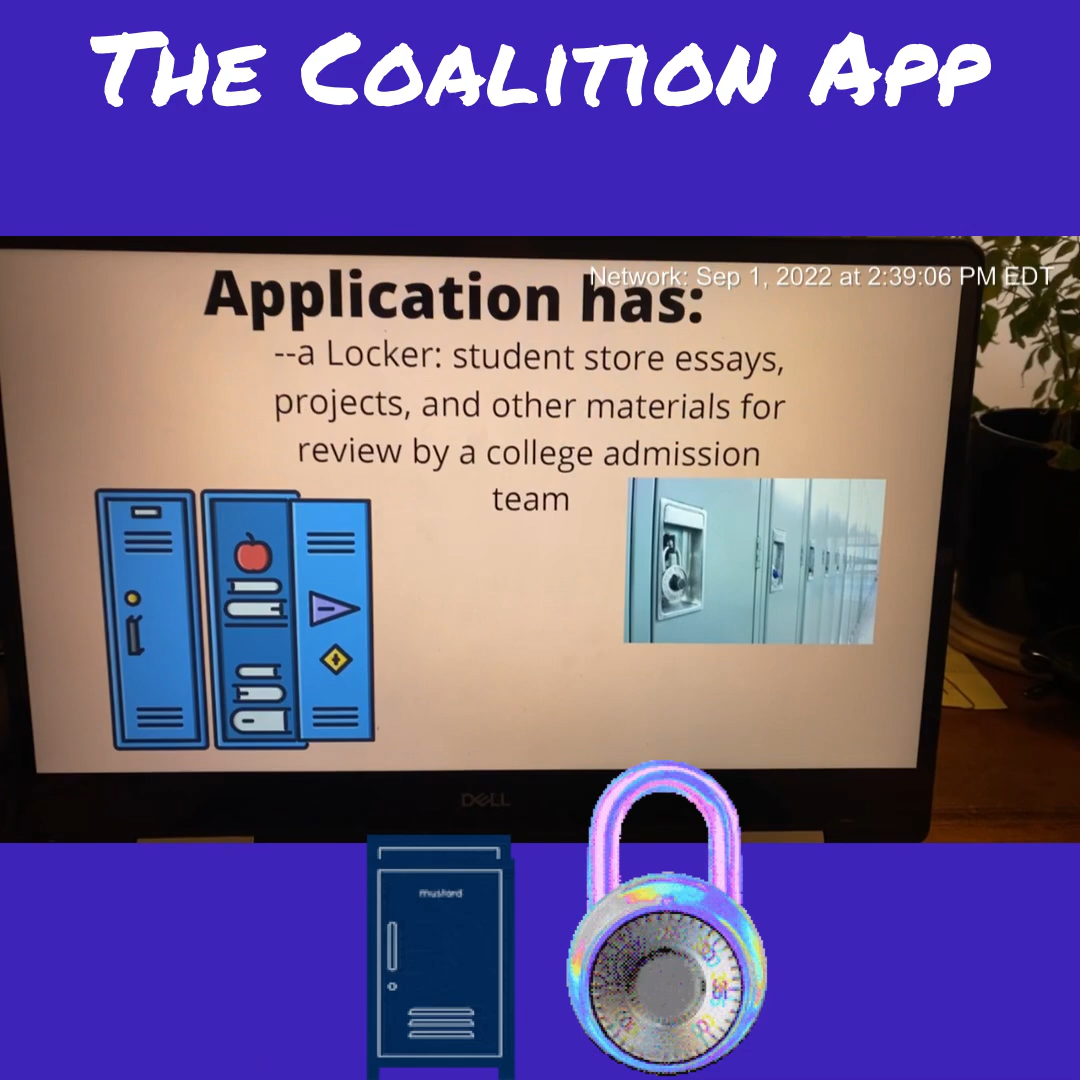 The Coalition App
Network: Sep 1, 2022 at 2:39:06 PM EDT
Application has:
--a Locker: student store essays,
projects, and other materials for
review by a college admission
team
DELL
mustard